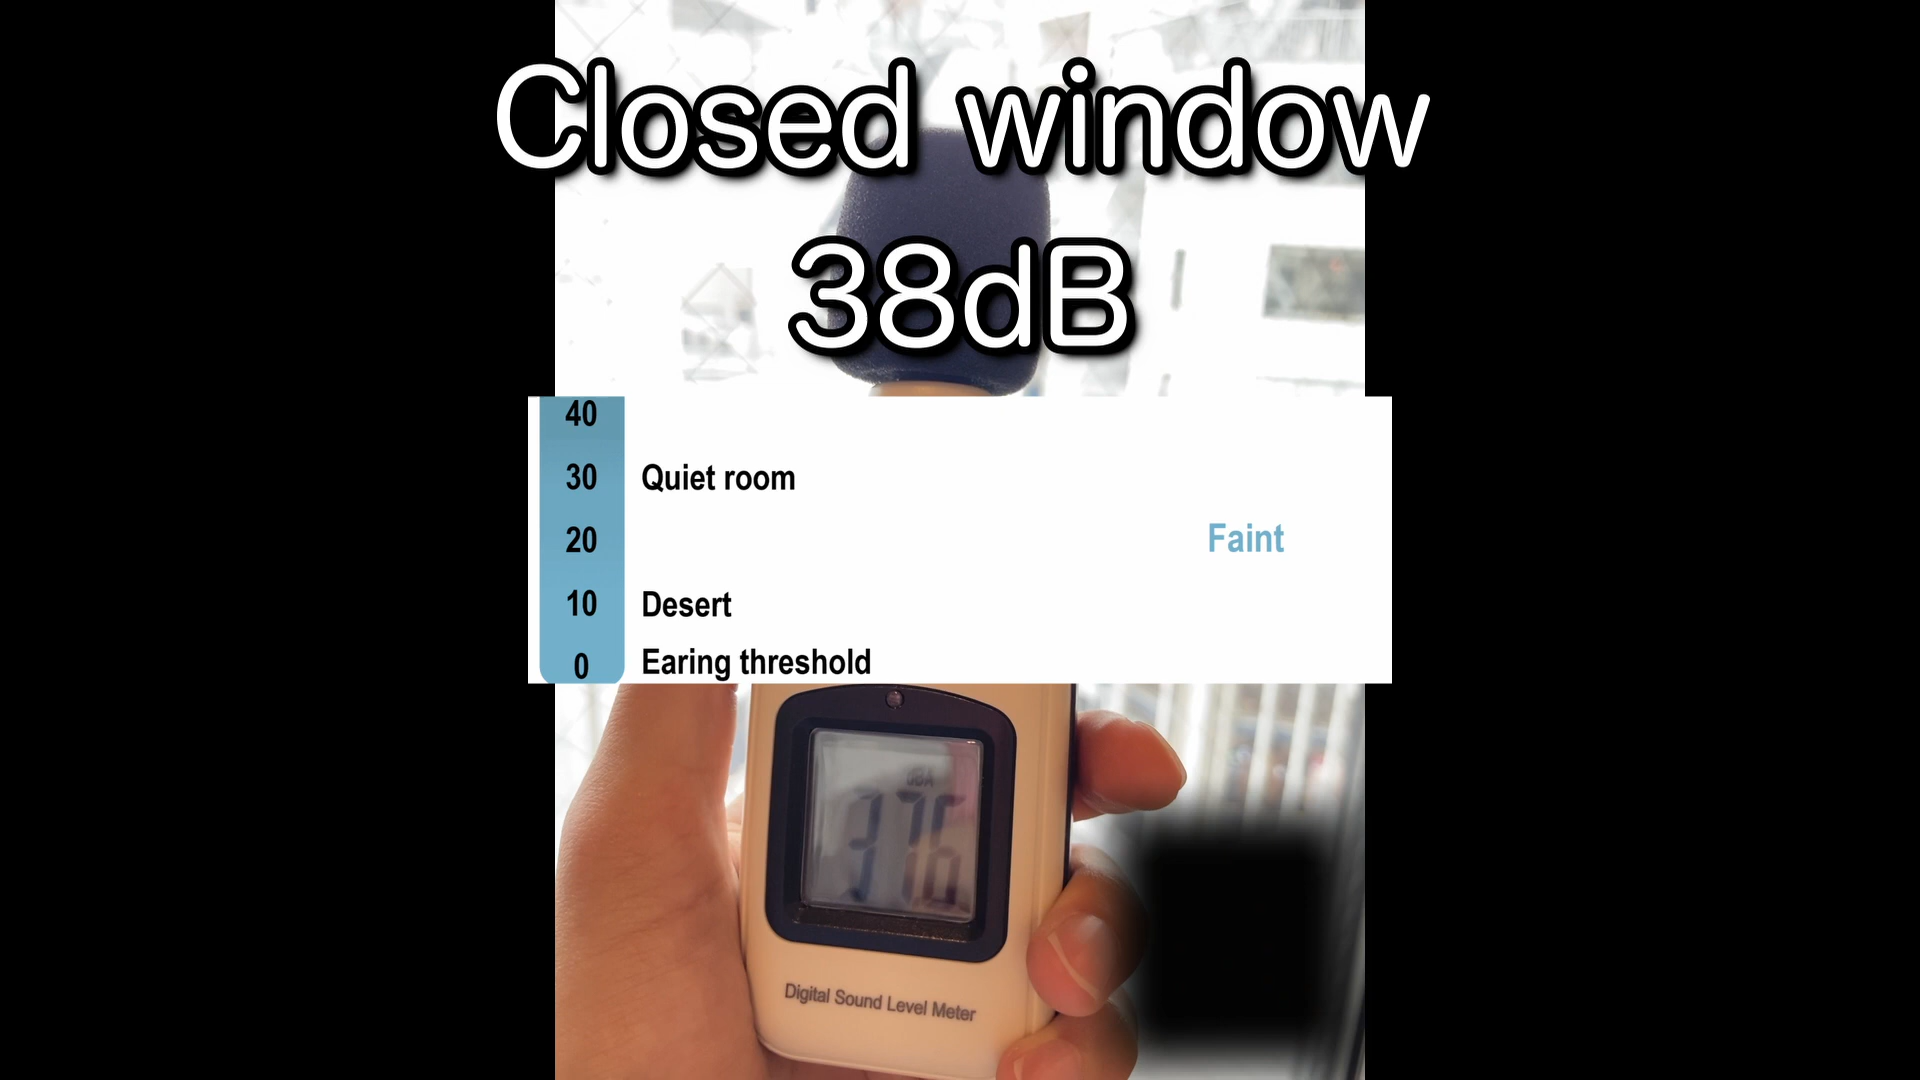 Closed window
38dB
40
30 Quiet room
20 Faint
10 Desert
0 Earing threshold
37.6
Digital Sound Level Meter